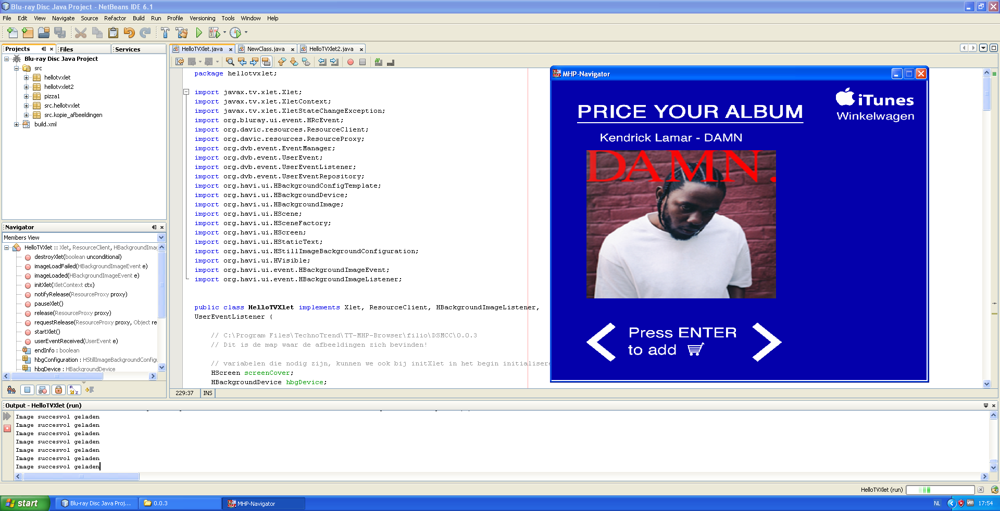 Blu-ray Disc Java Project - NetBeans IDE 6.1
File Edit View Navigate Source Refactor Build Run Profile Versioning Tools Window Help
Projects
Files
Services
Blu-ray Disc Java Project
src
hellotvxlet
hellotvxlet2
pizza1
src.hellotvxlet
src.kopie_afbeeldingen
build.xml
Navigator
Members View
HelloTVXlet :: Xlet, ResourceClient, HBackgroundImag
destroyXlet(boolean unconditional)
imageLoadFailed(HBackgroundImageEvent e)
imageLoaded(HBackgroundImageEvent e)
initXlet(XletContext ctx)
notifyRelease(ResourceProxy proxy)
pauseXlet()
release(ResourceProxy proxy)
requestRelease(ResourceProxy proxy, Object re
startXlet()
userEventReceived(UserEvent e)
endInfo : boolean
hbgConfiguration : HStillImageBackgroundConfigu
hbgDevice : HBackgroundDevice
HelloTVXlet.java
NewClass.java
HelloTVXlet2.java
package hellotvxlet;
import javax.tv.xlet.Xlet;
import javax.tv.xlet.XletContext;
import javax.tv.xlet.XletStateChangeException;
import org.bluray.ui.event.HRcEvent;
import org.davic.resources.ResourceClient;
import org.davic.resources.ResourceProxy;
import org.dvb.event.EventManager;
import org.dvb.event.UserEvent;
import org.dvb.event.UserEventListener;
import org.dvb.event.UserEventRepository;
import org.havi.ui.HBackgroundConfigTemplate;
import org.havi.ui.HBackgroundDevice;
import org.havi.ui.HBackgroundImage;
import org.havi.ui.HScene;
import org.havi.ui.HSceneFactory;
import org.havi.ui.HScreen;
import org.havi.ui.HStaticText;
import org.havi.ui.HStillImageBackgroundConfiguration;
import org.havi.ui.HVisible;
import org.havi.ui.event.HBackgroundImageEvent;
import org.havi.ui.event.HBackgroundImageListener;
public class HelloTVXlet implements Xlet, ResourceClient, HBackgroundImageListener,
UserEventListener {
// C:\Program Files\TechnoTrend\TT-MHP-Browser\filio\DSMCC\0.0.3
// Dit is de map waar de afbeeldingen zich bevinden!
// variabelen die nodig zijn, kunnen we ook bij initXlet in het begin initialisere
HScreen screenCover;
HBackgroundDevice hbgDevice;
229:37 INS
MHP-Navigator
iTunes
Winkelwagen
PRICE YOUR ALBUM
Kendrick Lamar - DAMN
DAMN.
Press ENTER
to add
Output - HelloTVXlet (run)
Image succesvol geladen
Image succesvol geladen
Image succesvol geladen
Image succesvol geladen
Image succesvol geladen
Image succesvol geladen
Image succesvol geladen
HelloTVXlet (run)
start
Blu-ray Disc Java Proj...
0.0.3
MHP-Navigator
NL
17:54